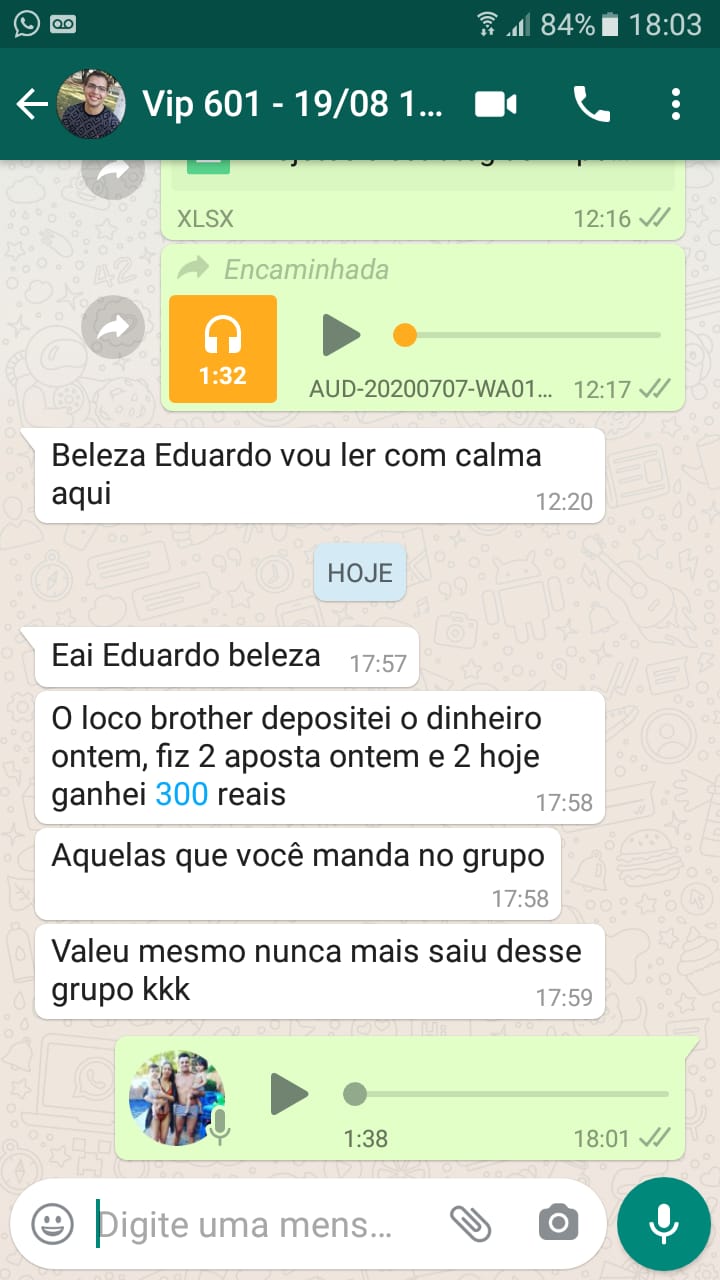 84% 18:03
Vip 601 - 19/08 1...
XLSX 12:16
Encaminhada
1:32
AUD-20200707-WA01... 12:17
Beleza Eduardo vou ler com calma
aqui
12:20
HOJE
Eai Eduardo beleza 17:57
O loco brother depositei o dinheiro
ontem, fiz 2 aposta ontem e 2 hoje
ganhei 300 reais
17:58
Aquelas que você manda no grupo
17:58
Valeu mesmo nunca mais saiu desse
grupo kkk
17:59
1:38 18:01
Digite uma mens...